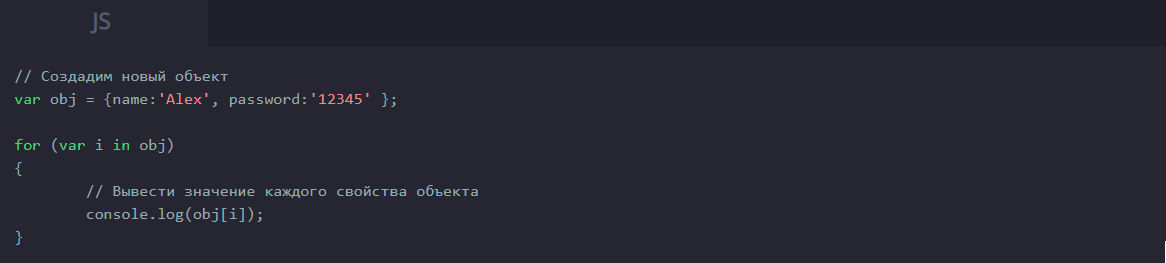 JS
// Создадим новый объект
var obj = {name:'Alex', password:'12345' };
for (var i in obj)
{
// Вывести значение каждого свойства объекта
console.log(obj[i]);
}